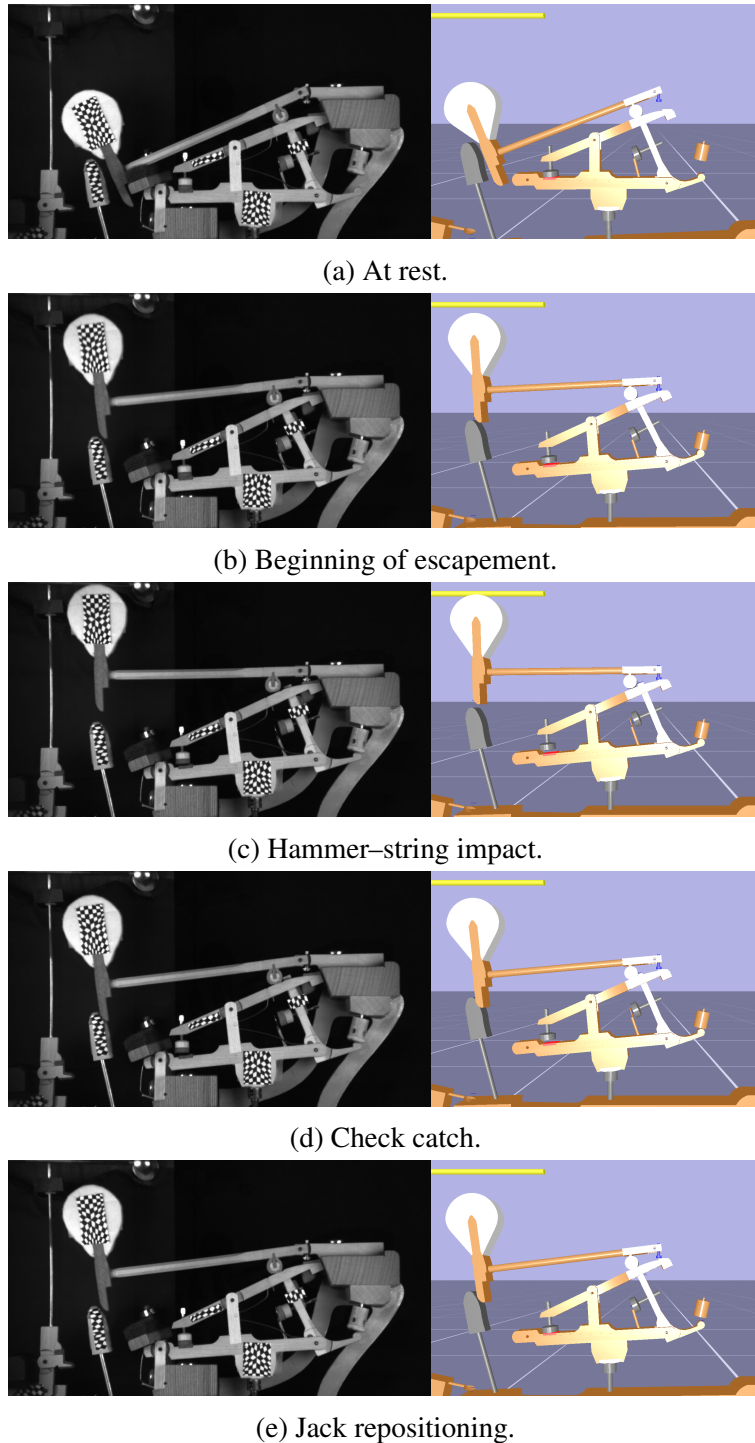 (a) At rest.
(b) Beginning of escapement.
(c) Hammer–string impact.
(d) Check catch.
(e) Jack repositioning.